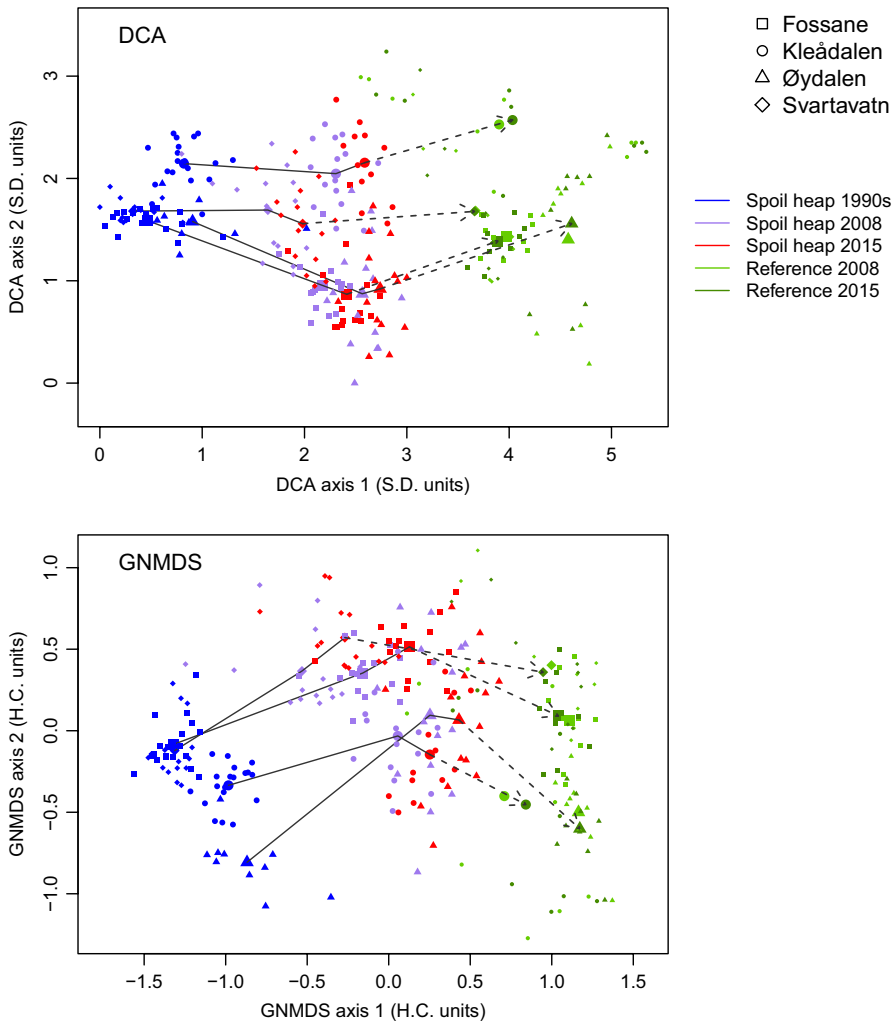 DCA
0
1
2
3
DCA axis 2 (S.D. units)
0 1 2 3 4 5
DCA axis 1 (S.D. units)
Fossane
Kleådalen
Øydalen
Svartavatn
Spoil heap 1990s
Spoil heap 2008
Spoil heap 2015
Reference 2008
Reference 2015
GNMDS
−1.0
−0.5
0.0
0.5
1.0
GNMDS axis 2 (H.C. units)
−1.5 −1.0 −0.5 0.0 0.5 1.0 1.5
GNMDS axis 1 (H.C. units)